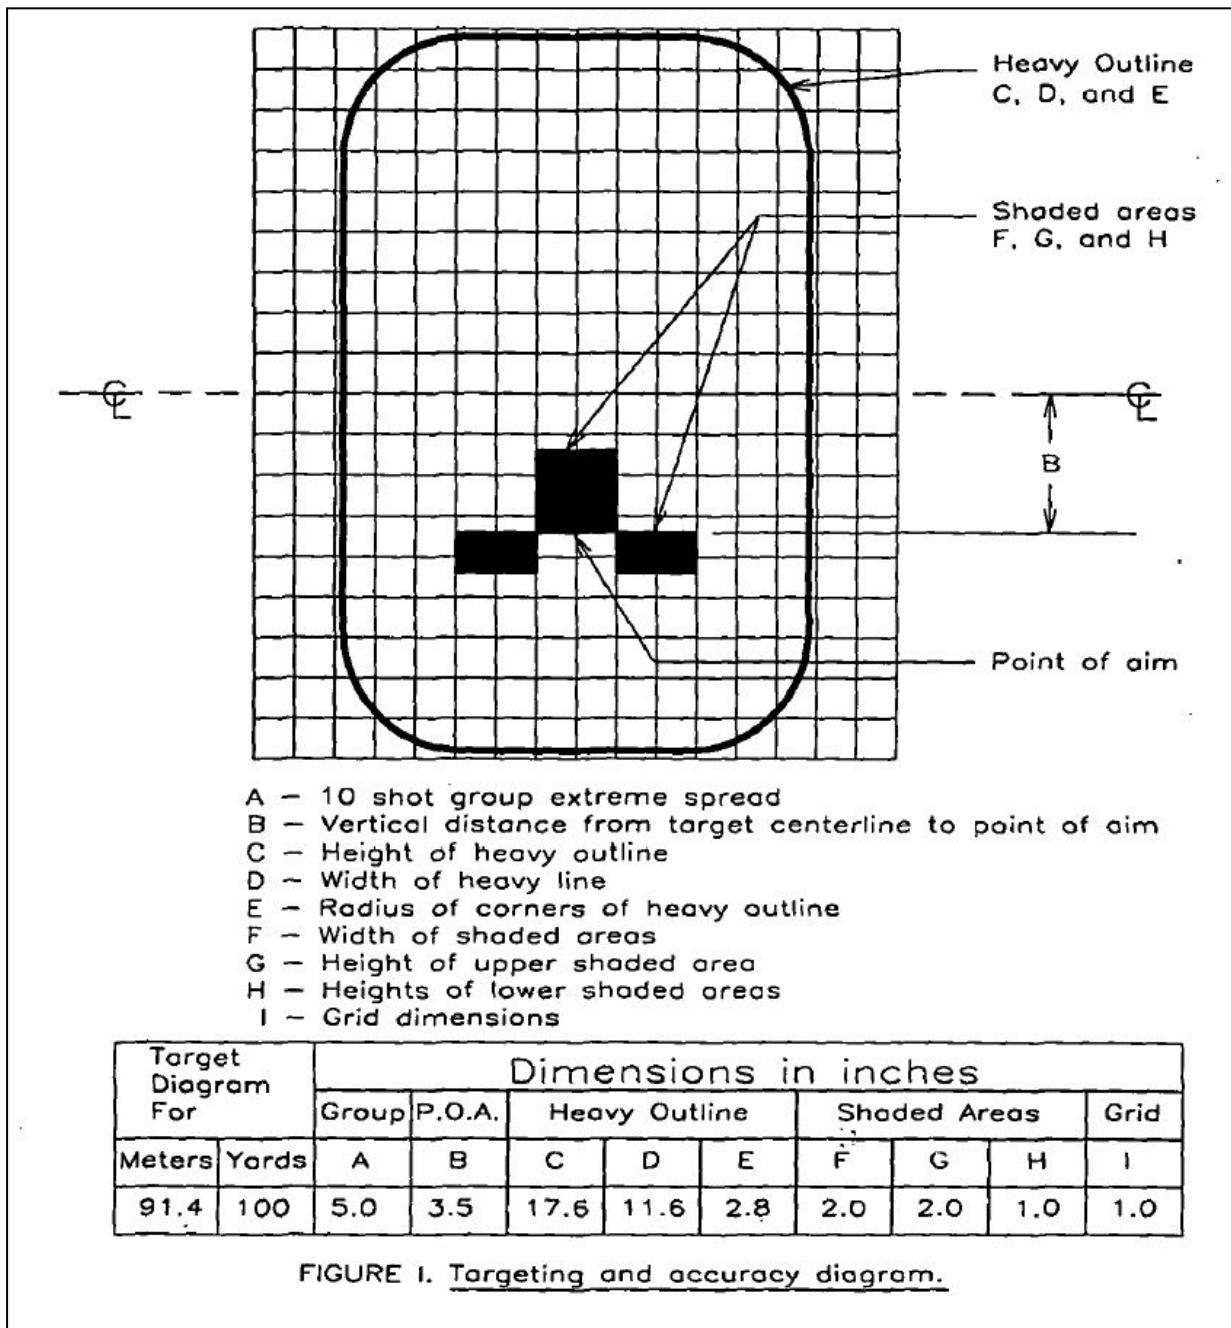 Heavy Outline
C, D, and E
Shaded areas
F, G, and H
℄ ℄
B
Point of aim
A – 10 shot group extreme spread
B – Vertical distance from target centerline to point of aim
C – Height of heavy outline
D – Width of heavy line
E – Radius of corners of heavy outline
F – Width of shaded areas
G – Height of upper shaded area
H – Heights of lower shaded areas
I – Grid dimensions
Target
Diagram
For
Dimensions in inches
Group P.O.A. Heavy Outline Shaded Areas Grid
Meters Yards A B C D E F G H I
91.4 100 5.0 3.5 17.6 11.6 2.8 2.0 2.0 1.0 1.0
FIGURE I. Targeting and accuracy diagram.